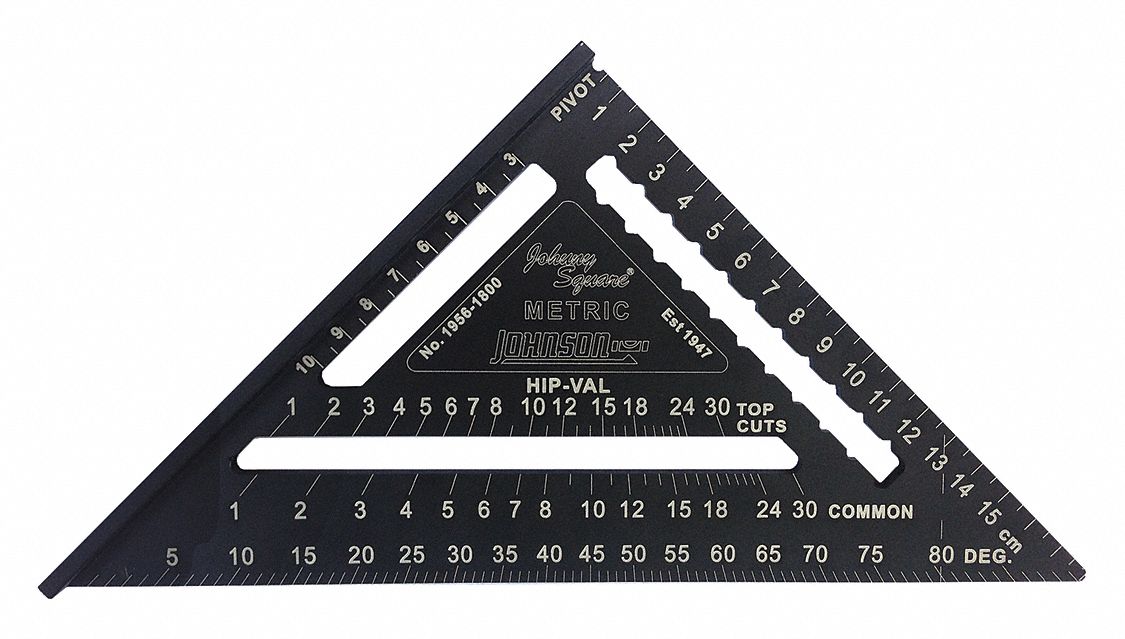 PIVOT
1 2 3 4 5 6 7 8 9 10 11 12 13 14 15 cm
3 4 5 6 7 8 9 10
Johnny
Square®
METRIC
JOHNSON
No. 1956-1800
Est 1947
HIP-VAL
1 2 3 4 5 6 7 8 10 12 15 18 24 30 TOP
CUTS
1 2 3 4 5 6 7 8 10 12 15 18 24 30 COMMON
5 10 15 20 25 30 35 40 45 50 55 60 65 70 75 80 DEG.